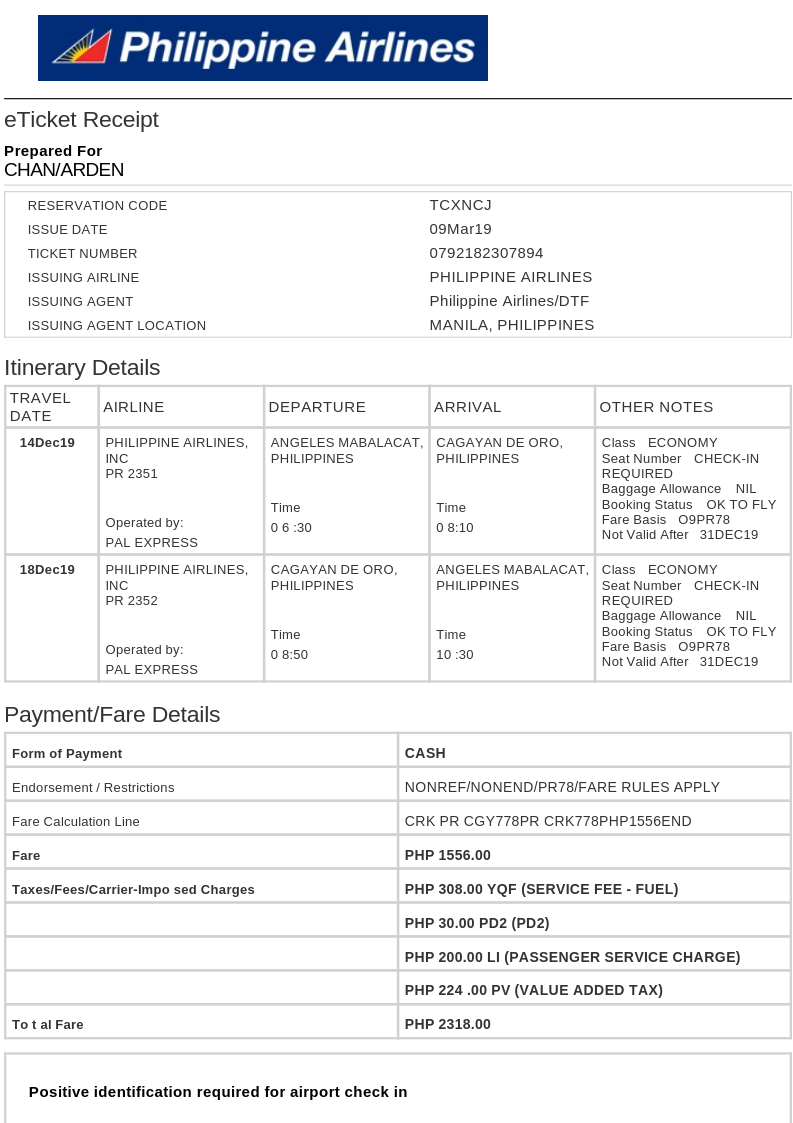 Philippine Airlines
eTicket Receipt
Prepared For
CHAN/ARDEN
RESERVATION CODE TCXNCJ
ISSUE DATE 09Mar19
TICKET NUMBER 0792182307894
ISSUING AIRLINE PHILIPPINE AIRLINES
ISSUING AGENT Philippine Airlines/DTF
ISSUING AGENT LOCATION MANILA, PHILIPPINES
Itinerary Details
TRAVEL
DATE
AIRLINE
DEPARTURE
ARRIVAL
OTHER NOTES
14Dec19
PHILIPPINE AIRLINES,
INC
PR 2351
Operated by:
PAL EXPRESS
ANGELES MABALACAT,
PHILIPPINES
Time
0 6 :30
CAGAYAN DE ORO,
PHILIPPINES
Time
0 8:10
Class ECONOMY
Seat Number CHECK-IN
REQUIRED
Baggage Allowance NIL
Booking Status OK TO FLY
Fare Basis O9PR78
Not Valid After 31DEC19
18Dec19
PHILIPPINE AIRLINES,
INC
PR 2352
Operated by:
PAL EXPRESS
CAGAYAN DE ORO,
PHILIPPINES
Time
0 8:50
ANGELES MABALACAT,
PHILIPPINES
Time
10 :30
Class ECONOMY
Seat Number CHECK-IN
REQUIRED
Baggage Allowance NIL
Booking Status OK TO FLY
Fare Basis O9PR78
Not Valid After 31DEC19
Payment/Fare Details
Form of Payment CASH
Endorsement / Restrictions NONREF/NONEND/PR78/FARE RULES APPLY
Fare Calculation Line CRK PR CGY778PR CRK778PHP1556END
Fare PHP 1556.00
Taxes/Fees/Carrier-Impo sed Charges PHP 308.00 YQF (SERVICE FEE - FUEL)
PHP 30.00 PD2 (PD2)
PHP 200.00 LI (PASSENGER SERVICE CHARGE)
PHP 224 .00 PV (VALUE ADDED TAX)
To t al Fare PHP 2318.00
Positive identification required for airport check in